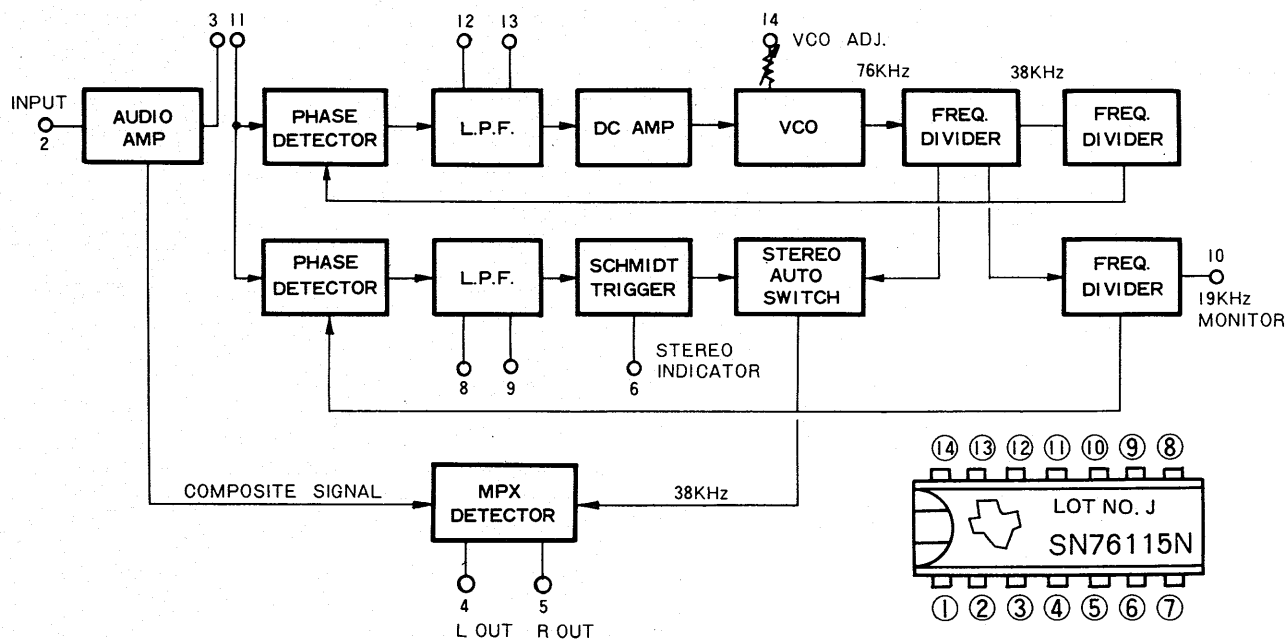 3 11 12 13 14
VCO ADJ.
76KHz 38KHz
INPUT
2
AUDIO
AMP
PHASE
DETECTOR
L.P.F.
DC AMP
VCO
FREQ.
DIVIDER
FREQ.
DIVIDER
PHASE
DETECTOR
L.P.F.
SCHMIDT
TRIGGER
STEREO
AUTO
SWITCH
FREQ.
DIVIDER
10
19KHz
MONITOR
8 9 6
STEREO
INDICATOR
COMPOSITE SIGNAL
MPX
DETECTOR
38KHz
4 5
L OUT R OUT
14 13 12 11 10 9 8
LOT NO. J
SN76115N
1 2 3 4 5 6 7